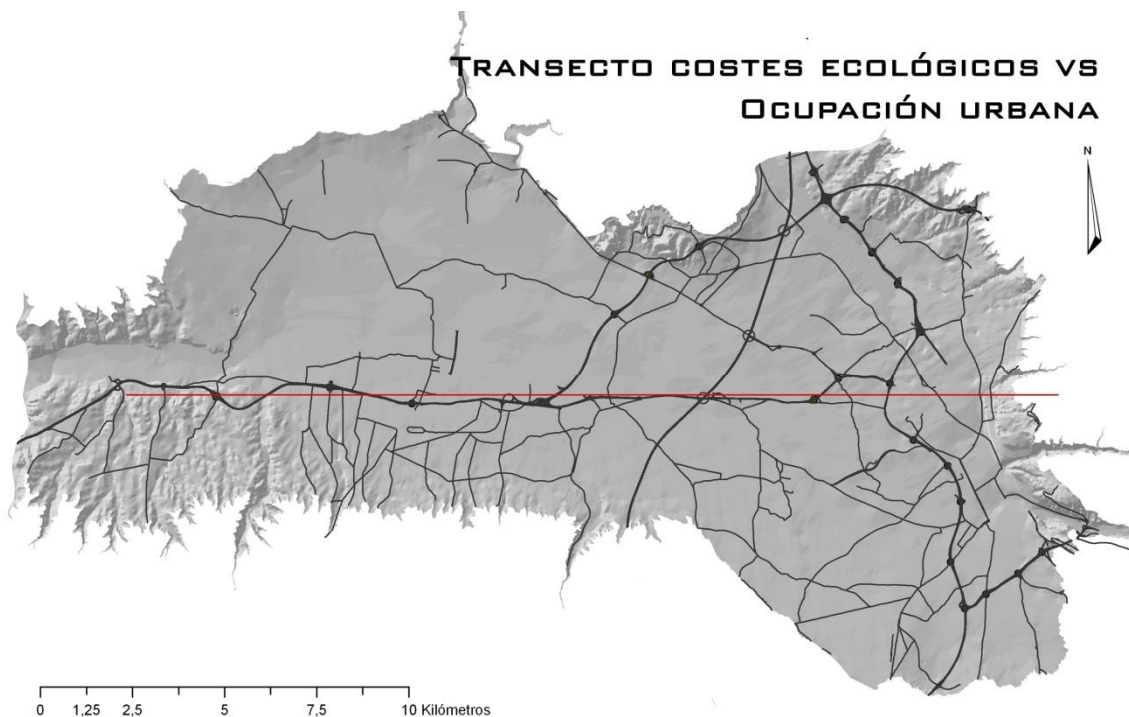 TRANSECTO COSTES ECOLÓGICOS VS
OCUPACIÓN URBANA
N
0 1,25 2,5 5 7,5 10 Kilómetros